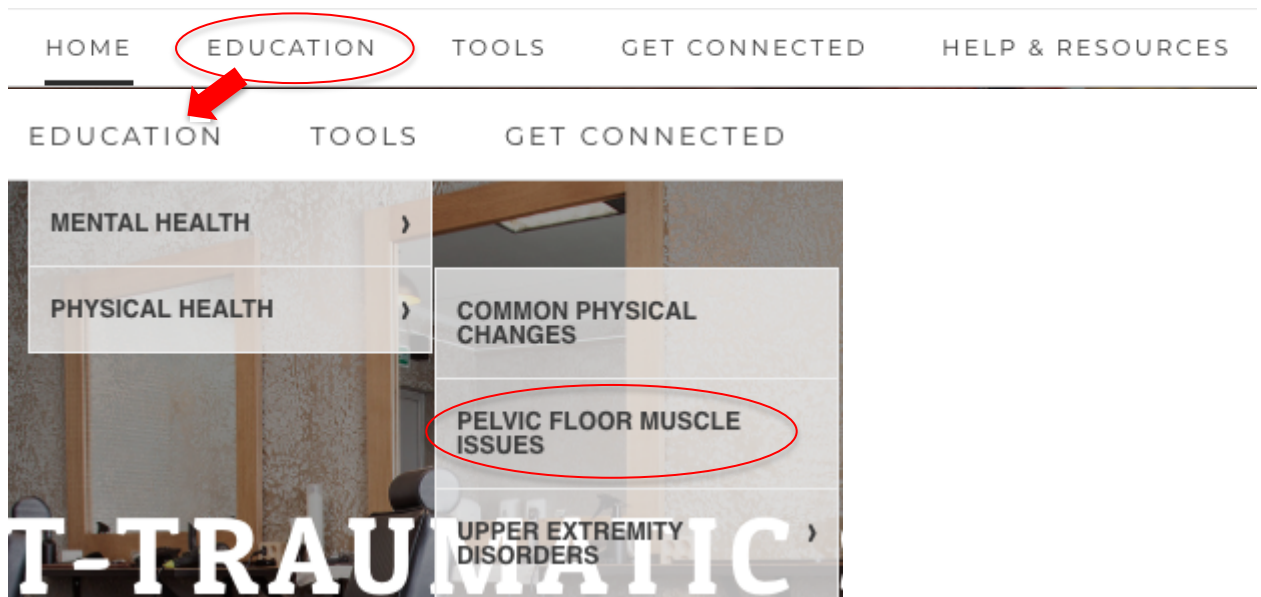 HOME EDUCATION TOOLS GET CONNECTED HELP & RESOURCES
EDUCATION TOOLS GET CONNECTED
MENTAL HEALTH ›
PHYSICAL HEALTH ›
COMMON PHYSICAL
CHANGES
PELVIC FLOOR MUSCLE
ISSUES
UPPER EXTREMITY ›
DISORDERS
T-TRAUMATIC